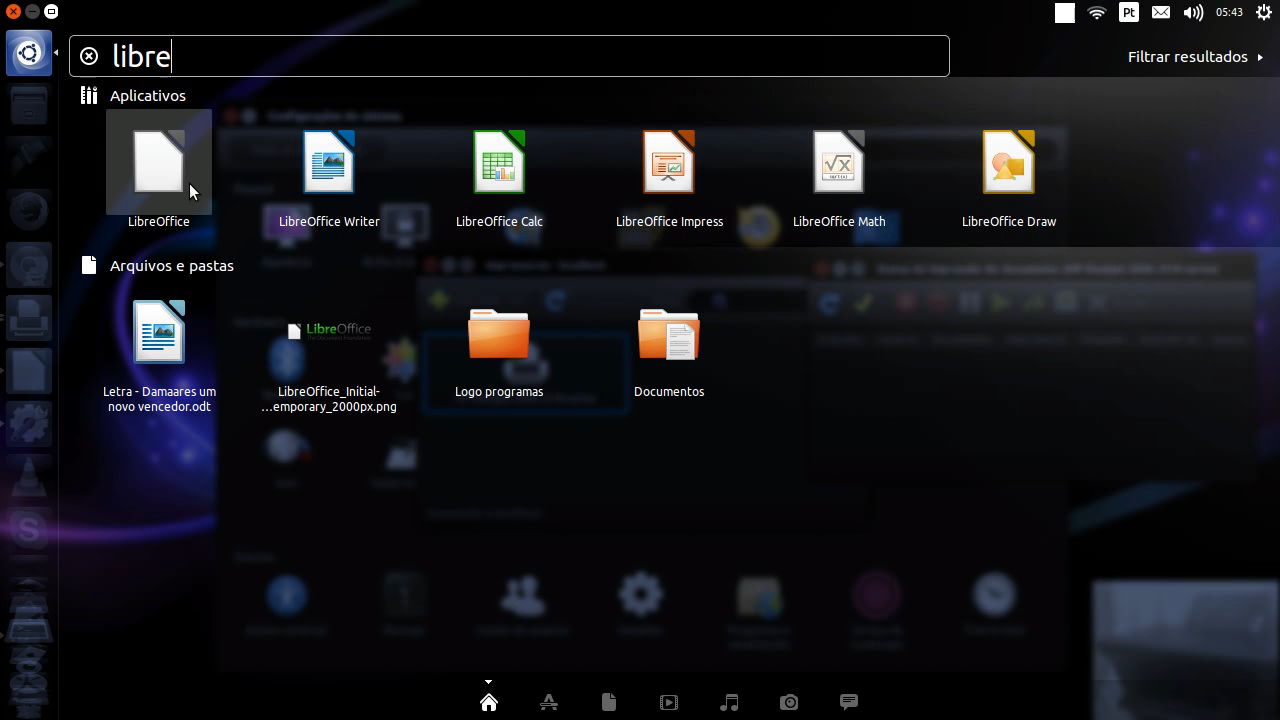 Pt
05:43
libre
Filtrar resultados
Aplicativos
LibreOffice
LibreOffice Writer
LibreOffice Calc
LibreOffice Impress
LibreOffice Math
LibreOffice Draw
Arquivos e pastas
LibreOffice
Letra - Damaares um
novo vencedor.odt
LibreOffice_Initial-
...emporary_2000px.png
Logo programas
Documentos